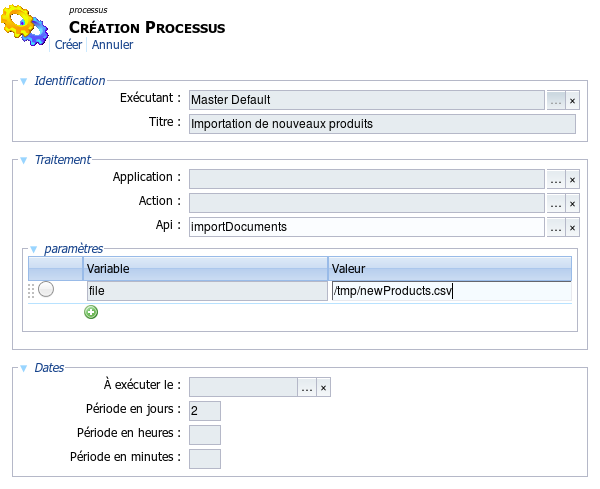 processus
CRÉATION PROCESSUS
Créer Annuler
Identification
Exécutant : Master Default ... ×
Titre : Importation de nouveaux produits
Traitement
Application : ... ×
Action : ... ×
Api : importDocuments ... ×
paramètres
Variable Valeur
file /tmp/newProducts.csv
Dates
À exécuter le : ... ×
Période en jours : 2
Période en heures :
Période en minutes :